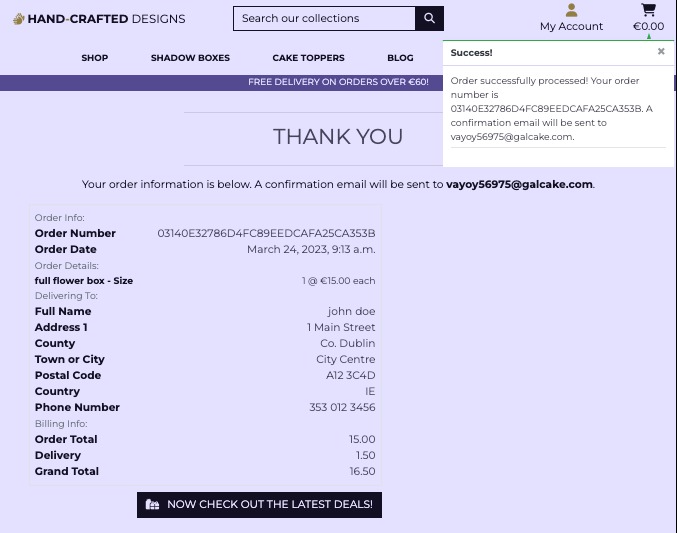 HAND-CRAFTED DESIGNS
Search our collections
My Account
€0.00
SHOP
SHADOW BOXES
CAKE TOPPERS
BLOG
FREE DELIVERY ON ORDERS OVER €60!
Success!
×
Order successfully processed! Your order
number is
03140E32786D4FC89EEDCAFA25CA353B. A
confirmation email will be sent to
vayoy56975@galcake.com.
THANK YOU
Your order information is below. A confirmation email will be sent to vayoy56975@galcake.com.
Order Info:
Order Number 03140E32786D4FC89EEDCAFA25CA353B
Order Date March 24, 2023, 9:13 a.m.
Order Details:
full flower box - Size 1 @ €15.00 each
Delivering To:
Full Name john doe
Address 1 1 Main Street
County Co. Dublin
Town or City City Centre
Postal Code A12 3C4D
Country IE
Phone Number 353 012 3456
Billing Info:
Order Total 15.00
Delivery 1.50
Grand Total 16.50
NOW CHECK OUT THE LATEST DEALS!